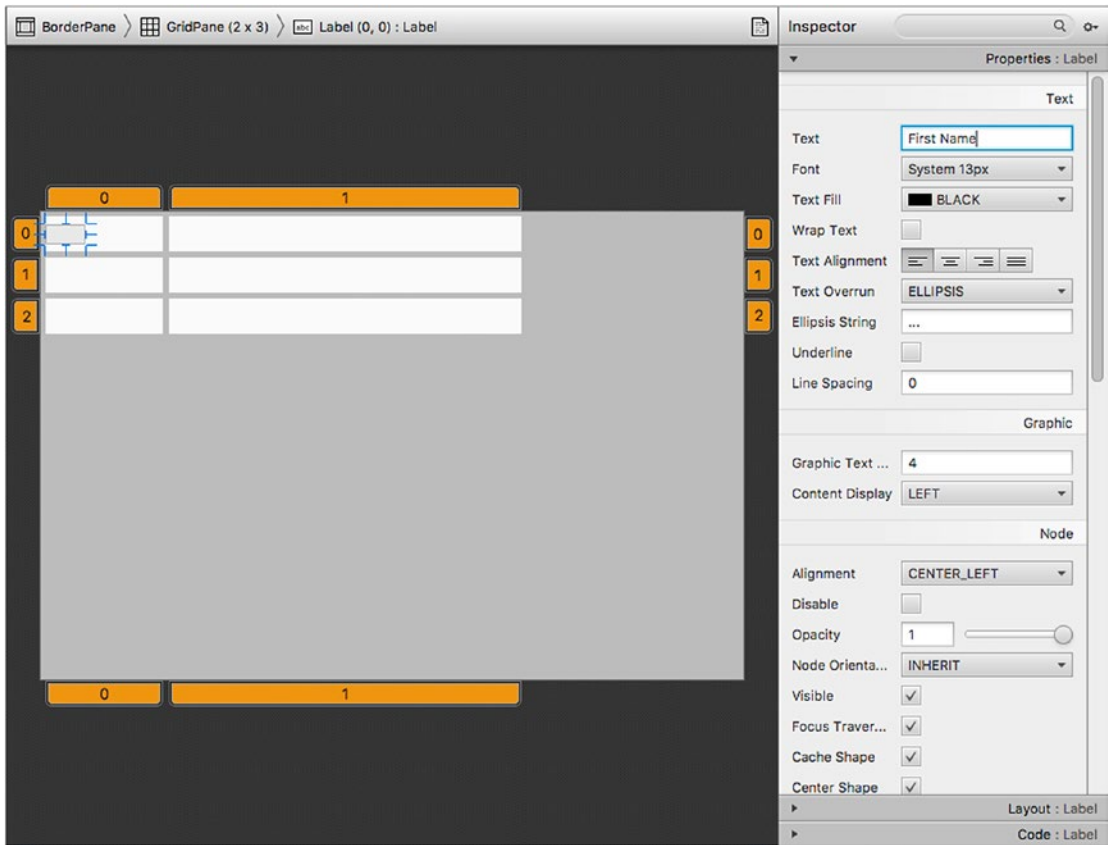 BorderPane GridPane (2 x 3) abc Label (0, 0) : Label
Inspector
Properties : Label
Text
Text First Name
Font System 13px
Text Fill BLACK
Wrap Text
Text Alignment
Text Overrun ELLIPSIS
Ellipsis String ...
Underline
Line Spacing 0
Graphic
Graphic Text ... 4
Content Display LEFT
Node
Alignment CENTER_LEFT
Disable
Opacity 1
Node Orienta... INHERIT
Visible
Focus Traver...
Cache Shape
Center Shape
Layout : Label
Code : Label
0 1
0 0
1 1
2 2
0 1